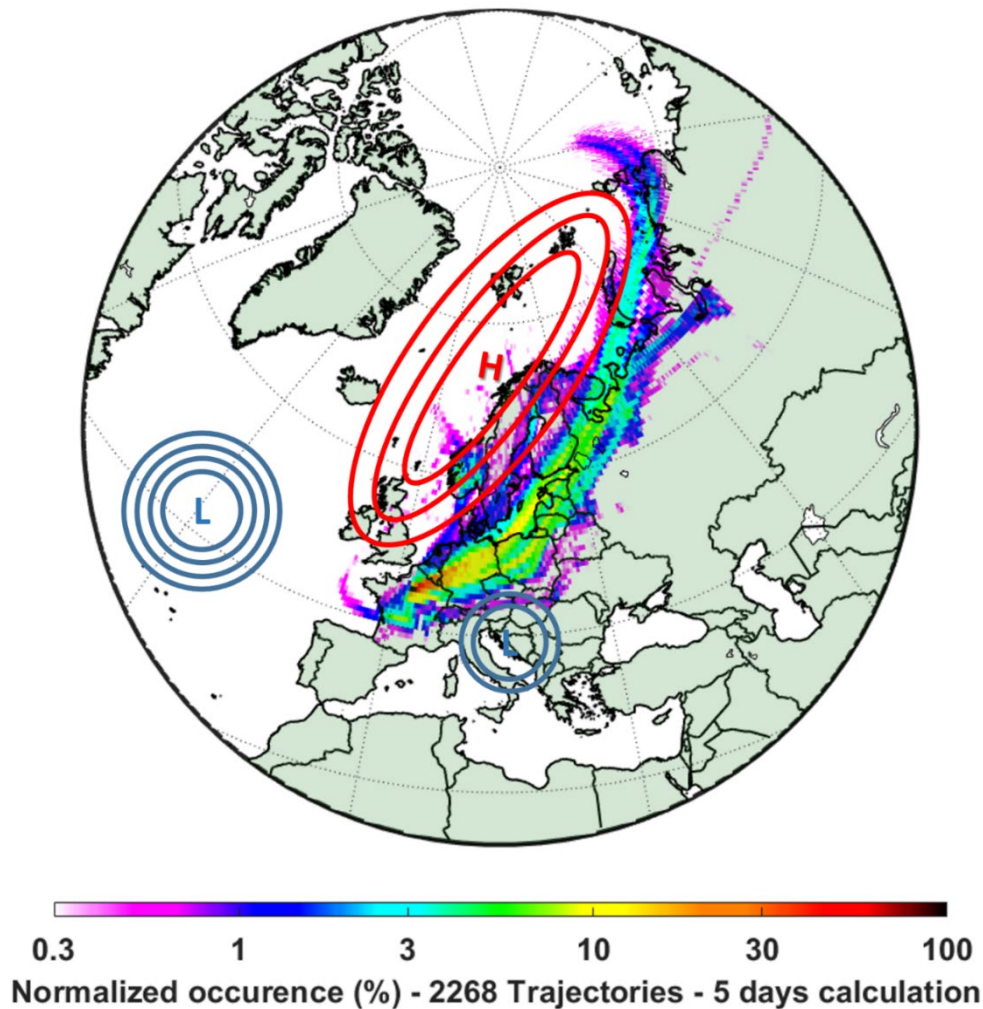 H
L
L
0.3 1 3 10 30 100
Normalized occurence (%) - 2268 Trajectories - 5 days calculation